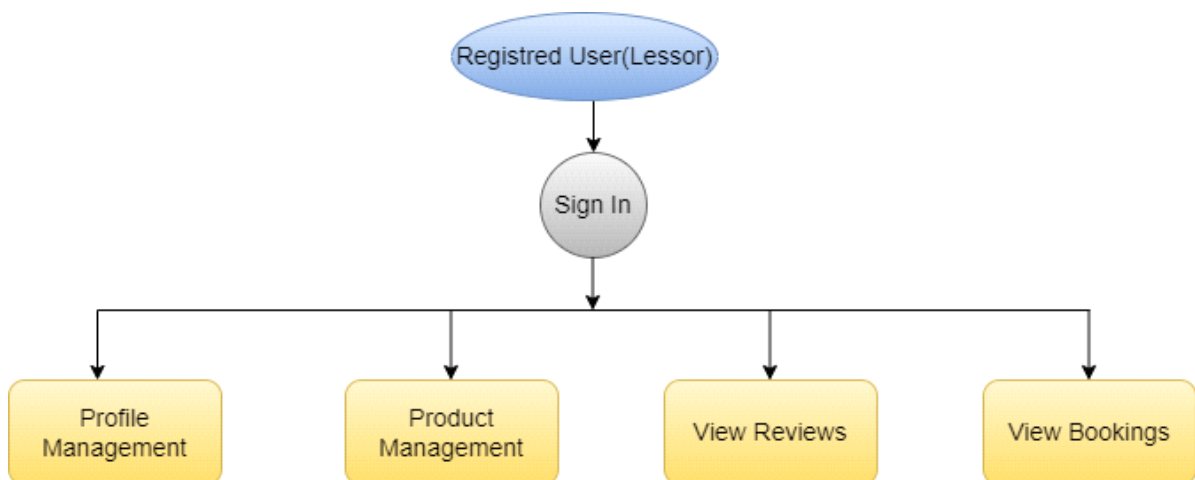 Registred User(Lessor)
Sign In
Profile
Management
Product
Management
View Reviews
View Bookings